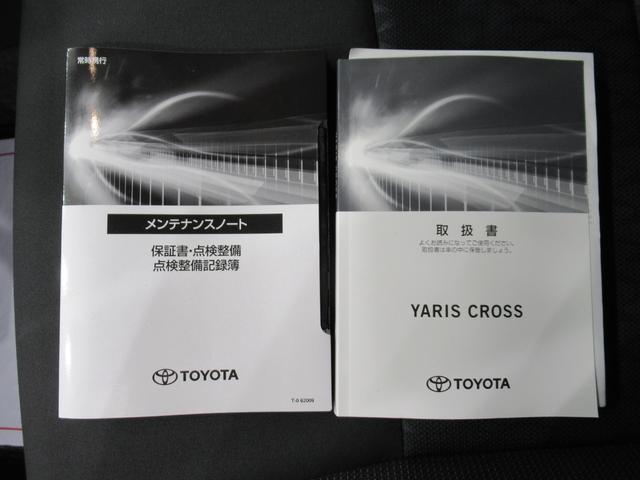 常時携行
メンテナンスノート
保証書・点検整備
点検整備記録簿
TOYOTA
T-0 62006
取扱書
よくお読みになってご使用ください。
取扱書は車の中に保管しましょう。
YARIS CROSS
TOYOTA